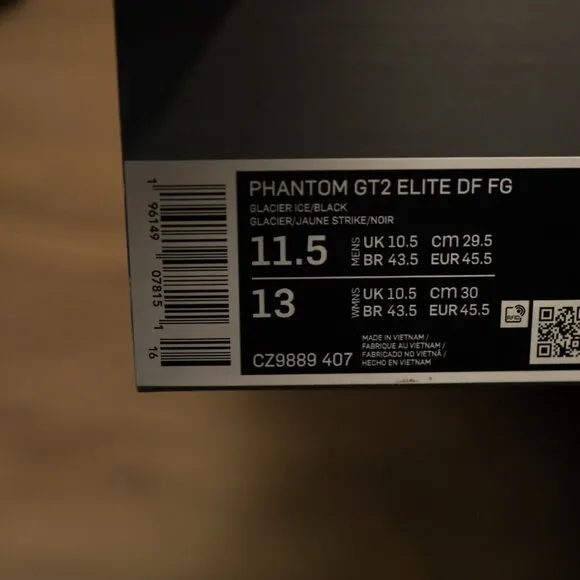 PHANTOM GT2 ELITE DF FG
GLACIER ICE/BLACK
GLACIER/JAUNE STRIKE/NOIR
11.5 MENS UK 10.5 CM 29.5
BR 43.5 EUR 45.5
13 WMNS UK 10.5 CM 30
BR 43.5 EUR 45.5
MADE IN VIETNAM /
FABRIQUE AU VIETNAM /
FABRICADO NO VIETNÃ /
HECHO EN VIETNAM
CZ9889 407
1 96149 07815 1 16